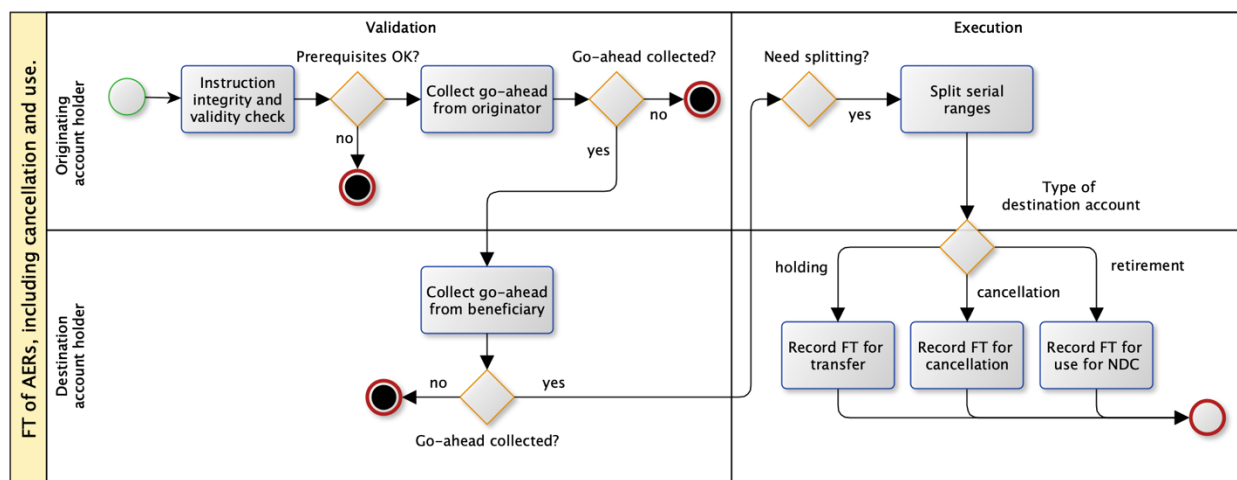 FT of AERs, including cancellation and use.
Validation
Execution
Originating
account holder
Destination
account holder
Instruction
integrity and
validity check
Prerequisites OK?
no
Collect go-ahead
from originator
Go-ahead collected?
no
yes
Need splitting?
yes
Split serial
ranges
Type of
destination account
Collect go-ahead
from beneficiary
no
yes
Go-ahead collected?
holding
cancellation
retirement
Record FT for
transfer
Record FT for
cancellation
Record FT for
use for NDC